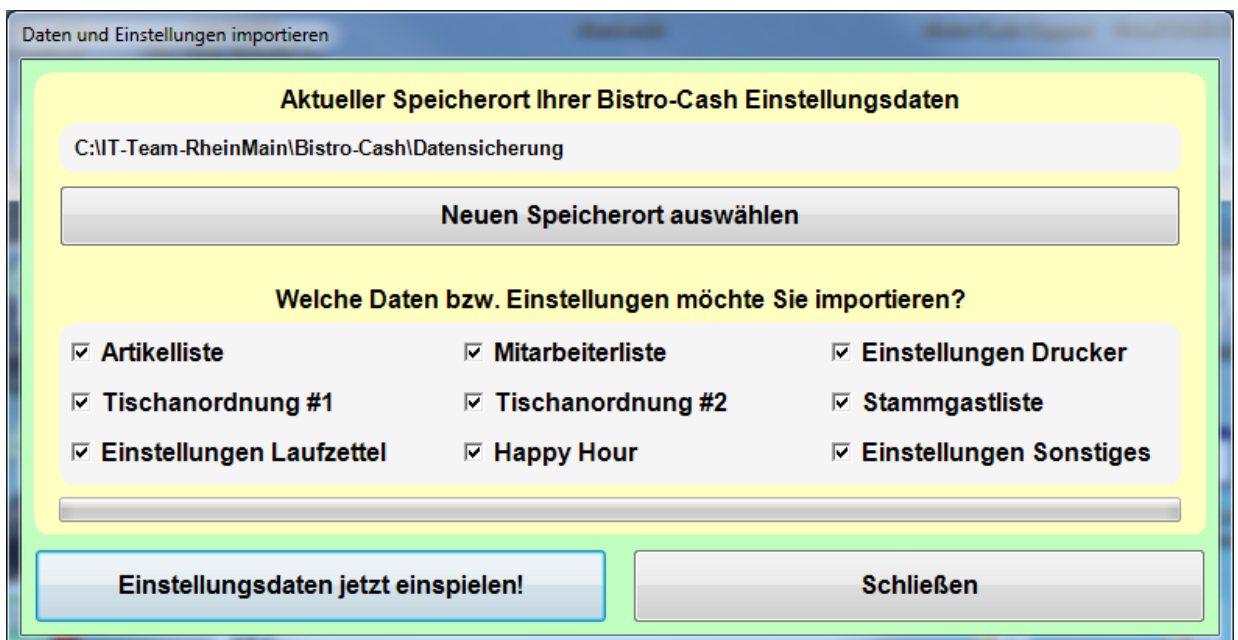 Daten und Einstellungen importieren
Aktueller Speicherort Ihrer Bistro-Cash Einstellungsdaten
C:\IT-Team-RheinMain\Bistro-Cash\Datensicherung
Neuen Speicherort auswählen
Welche Daten bzw. Einstellungen möchte Sie importieren?
Artikelliste Mitarbeiterliste Einstellungen Drucker
Tischanordnung #1 Tischanordnung #2 Stammgastliste
Einstellungen Laufzettel Happy Hour Einstellungen Sonstiges
Einstellungsdaten jetzt einspielen! Schließen